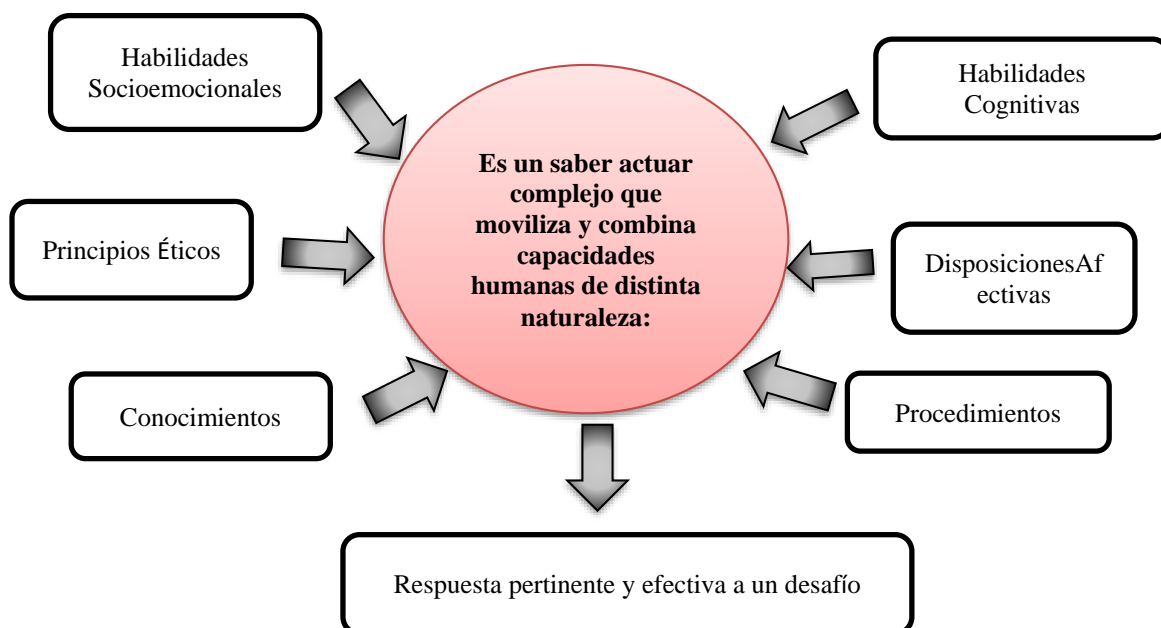 Habilidades
Socioemocionales
Habilidades
Cognitivas
Es un saber actuar
complejo que
moviliza y combina
capacidades
humanas de distinta
naturaleza:
Principios Éticos
DisposicionesAf
ectivas
Conocimientos
Procedimientos
Respuesta pertinente y efectiva a un desafío